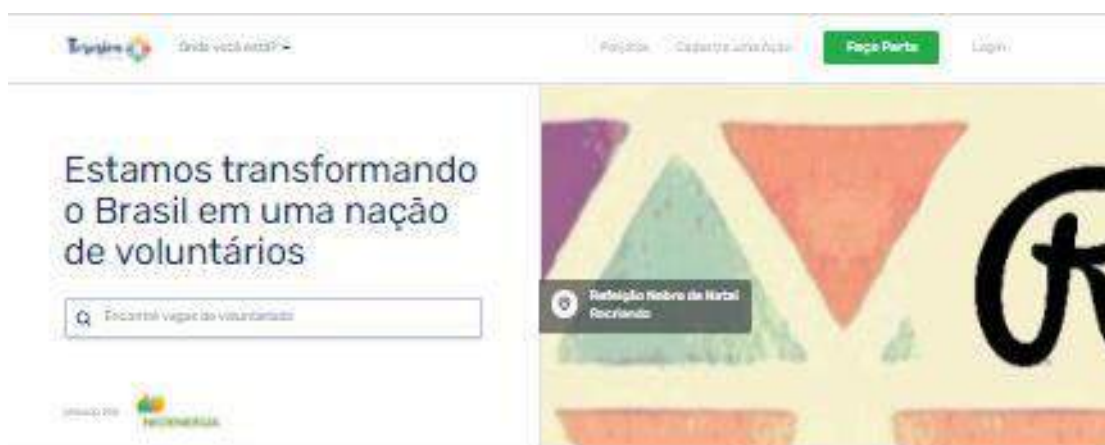 Onde você está?
Projetos
Cadastre uma Ação
Faça Parte
Login
Estamos transformando
o Brasil em uma nação
de voluntários
Encontre vagas de voluntariado
Refeição Nobre de Natal
Recriando
NEOENERGIA
R